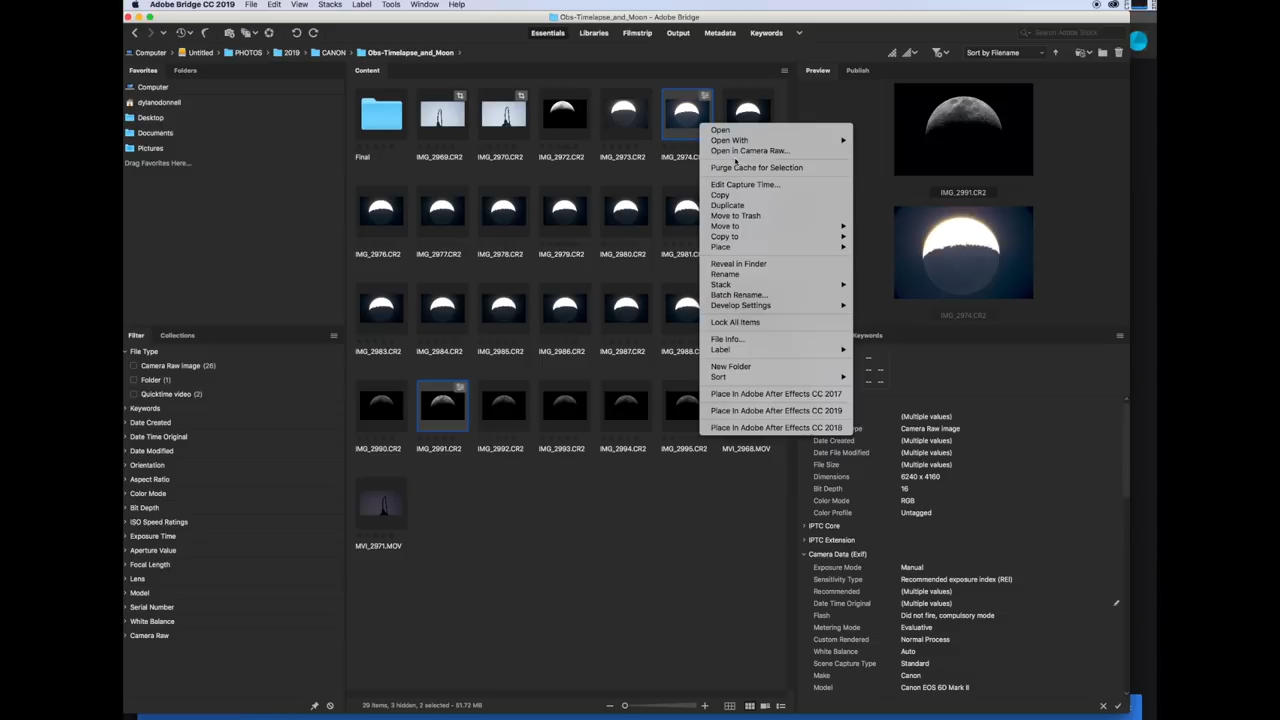 Adobe Bridge CC 2019 File Edit View Stacks Label Tools Window Help
Obs-Timelapse_and_Moon - Adobe Bridge
Essentials Libraries Filmstrip Output Metadata Keywords
Search Adobe Stock
Computer Untitled PHOTOS 2019 CANON Obs-Timelapse_and_Moon
Sort by Filename
Favorites Folders
Computer
dylanodonnell
Desktop
Documents
Pictures
Drag Favorites Here...
Filter Collections
File Type
Camera Raw image (26)
Folder (1)
Quicktime video (2)
Keywords
Date Created
Date Time Original
Date Modified
Orientation
Aspect Ratio
Color Mode
Bit Depth
ISO Speed Ratings
Exposure Time
Aperture Value
Focal Length
Lens
Model
Serial Number
White Balance
Camera Raw
Content
Final IMG_2969.CR2 IMG_2970.CR2 IMG_2972.CR2 IMG_2973.CR2 IMG_2974.CR2
IMG_2976.CR2 IMG_2977.CR2 IMG_2978.CR2 IMG_2979.CR2 IMG_2980.CR2 IMG_2981.CR2
IMG_2983.CR2 IMG_2984.CR2 IMG_2985.CR2 IMG_2986.CR2 IMG_2987.CR2 IMG_2988.CR2
IMG_2990.CR2 IMG_2991.CR2 IMG_2992.CR2 IMG_2993.CR2 IMG_2994.CR2 IMG_2995.CR2 MVI_2968.MOV
MVI_2971.MOV
29 items, 3 hidden, 2 selected - 51.72 MB
Open
Open With
Open in Camera Raw...
Purge Cache for Selection
Edit Capture Time...
Copy
Duplicate
Move to Trash
Move to
Copy to
Place
Reveal in Finder
Rename
Stack
Batch Rename...
Develop Settings
Lock All Items
File Info...
Label
New Folder
Sort
Place In Adobe After Effects CC 2017
Place In Adobe After Effects CC 2019
Place In Adobe After Effects CC 2018
Preview Publish
IMG_2991.CR2
IMG_2974.CR2
Keywords
--
-- --
-- --
(Multiple values)
Camera Raw image
Date Created (Multiple values)
Date File Modified (Multiple values)
File Size (Multiple values)
Dimensions 6240 x 4160
Bit Depth 16
Color Mode RGB
Color Profile Untagged
IPTC Core
IPTC Extension
Camera Data (Exif)
Exposure Mode Manual
Sensitivity Type Recommended exposure index (REI)
Recommended (Multiple values)
Date Time Original (Multiple values)
Flash Did not fire, compulsory mode
Metering Mode Evaluative
Custom Rendered Normal Process
White Balance Auto
Scene Capture Type Standard
Make Canon
Model Canon EOS 6D Mark II